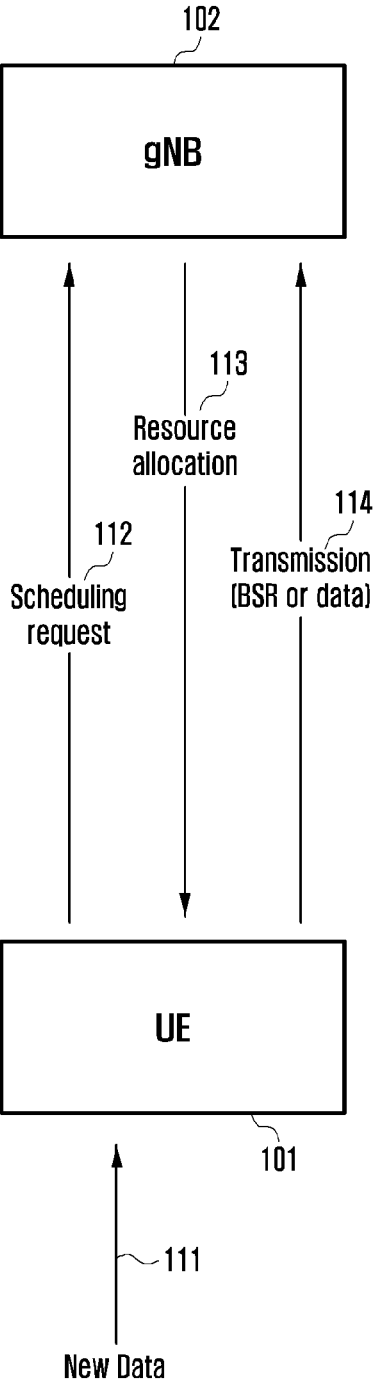 102
gNB
113
Resource
allocation
112
Scheduling
request
114
Transmission
(BSR or data)
UE
101
111
New Data